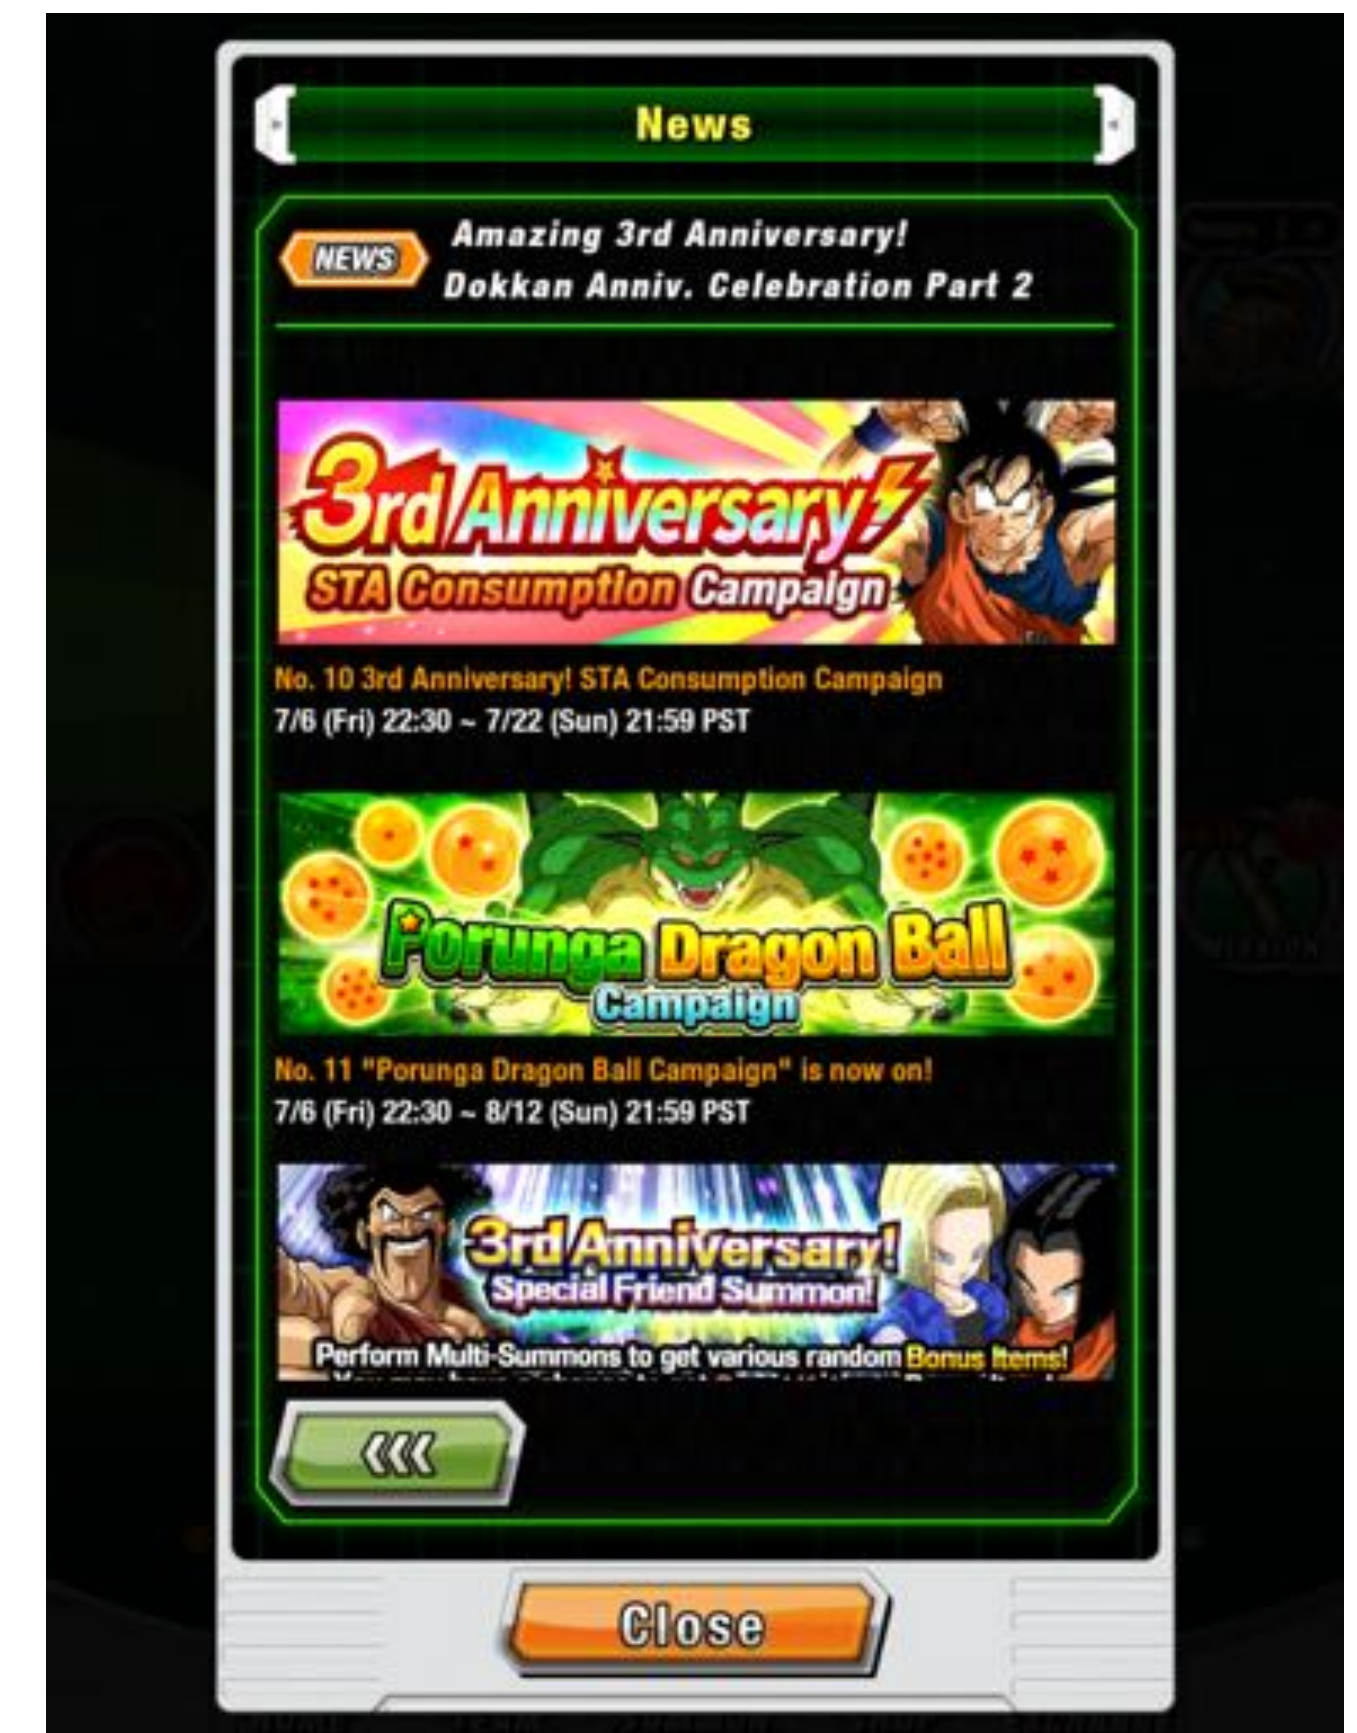 News
NEWS
Amazing 3rd Anniversary!
Dokkan Anniv. Celebration Part 2
3rd Anniversary!
STA Consumption Campaign
No. 10 3rd Anniversary! STA Consumption Campaign
7/6 (Fri) 22:30 ~ 7/22 (Sun) 21:59 PST
Porunga Dragon Ball
Campaign
No. 11 "Porunga Dragon Ball Campaign" is now on!
7/6 (Fri) 22:30 ~ 8/12 (Sun) 21:59 PST
3rd Anniversary!
Special Friend Summon!
Perform Multi-Summons to get various random Bonus Items!
Close